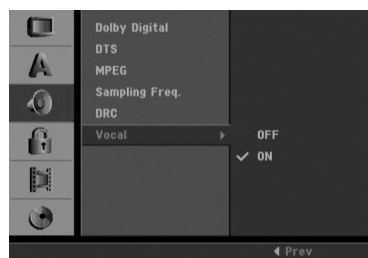 Dolby Digital
DTS
MPEG
Sampling Freq.
DRC
Vocal
OFF
ON
Prev